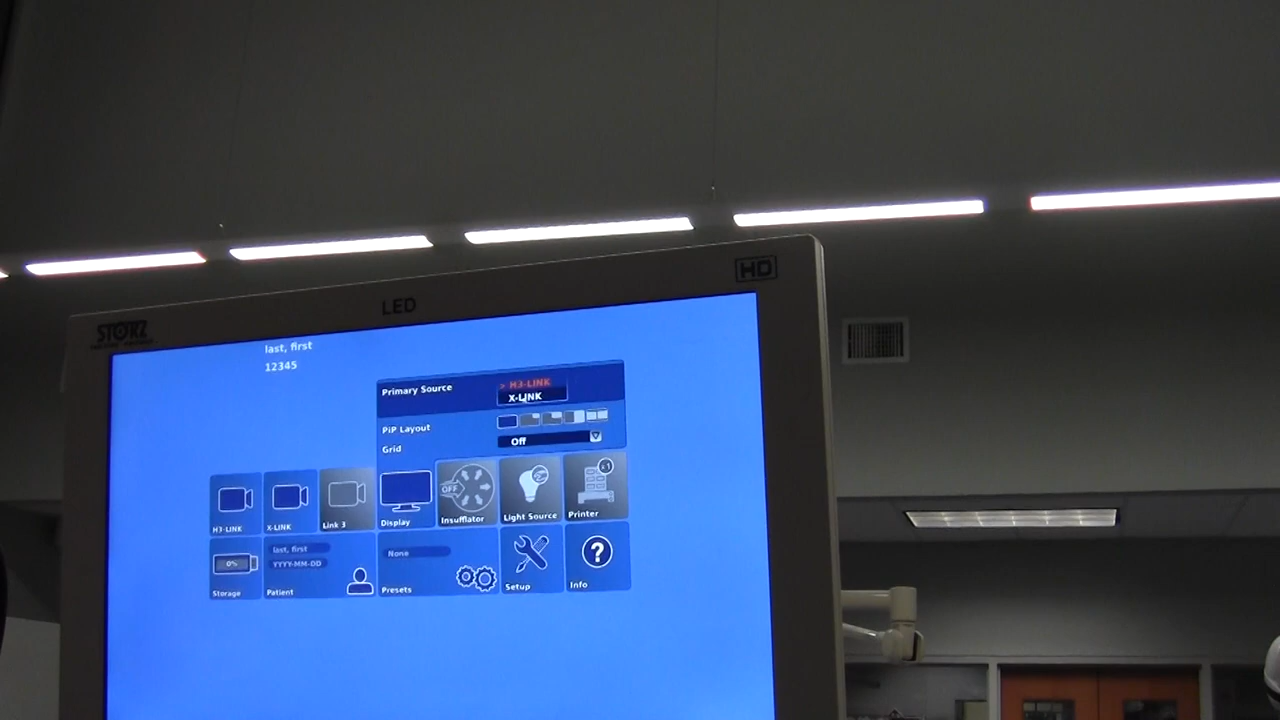 HD
LED
STORZ
last, first
12345
Primary Source
> H3-LINK
X-LINK
PiP Layout
Grid
Off
H3-LINK
X-LINK
Link 3
Display
OFF
Insufflator
Light Source
x1
Printer
0%
Storage
last, first
YYYY-MM-DD
Patient
None
Presets
Setup
?
Info